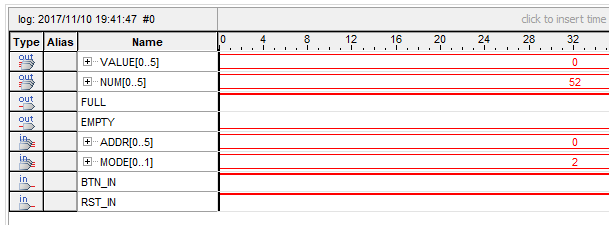 log: 2017/11/10 19:41:47 #0
click to insert time
Type Alias Name
0 4 8 12 16 20 24 28 32
out VALUE[0..5] 0
out NUM[0..5] 52
out FULL
out EMPTY
in ADDR[0..5] 0
in MODE[0..1] 2
in BTN_IN
in RST_IN